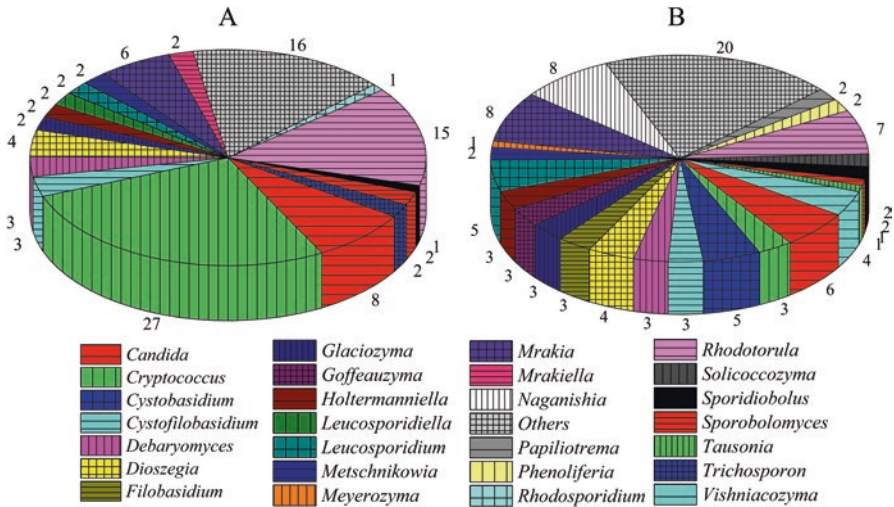 A B
16 20
2 1 8 2
6 2
2 8 7
2 15
2
2 1
2 2
4
2
2
3 1
3 1 5 1
2 4
2 3 6
8 3 3
27 3 4 3 3 5
Candida Glaciozyma Mrakia Rhodotorula
Cryptococcus Goffeauzyma Mrakiella Solicoccozyma
Cystobasidium Holtermanniella Naganishia Sporidiobolus
Cystofilobasidium Leucosporidiella Others Sporobolomyces
Debaryomyces Leucosporidium Papiliotrema Tausonia
Dioszegia Metschnikowia Phenoliferia Trichosporon
Filobasidium Meyerozyma Rhodosporidium Vishniacozyma